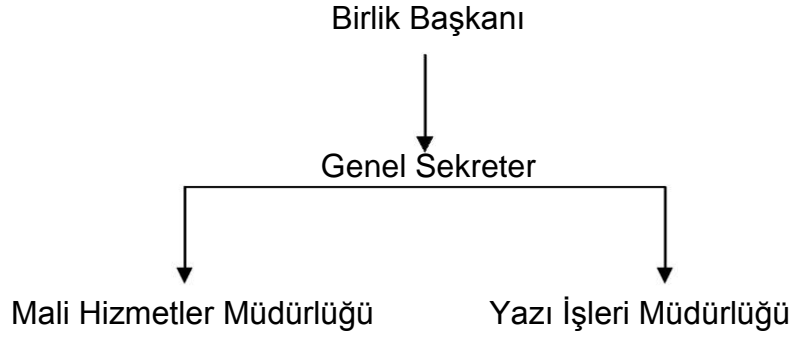 Birlik Başkanı
Genel Sekreter
Mali Hizmetler Müdürlüğü
Yazı İşleri Müdürlüğü